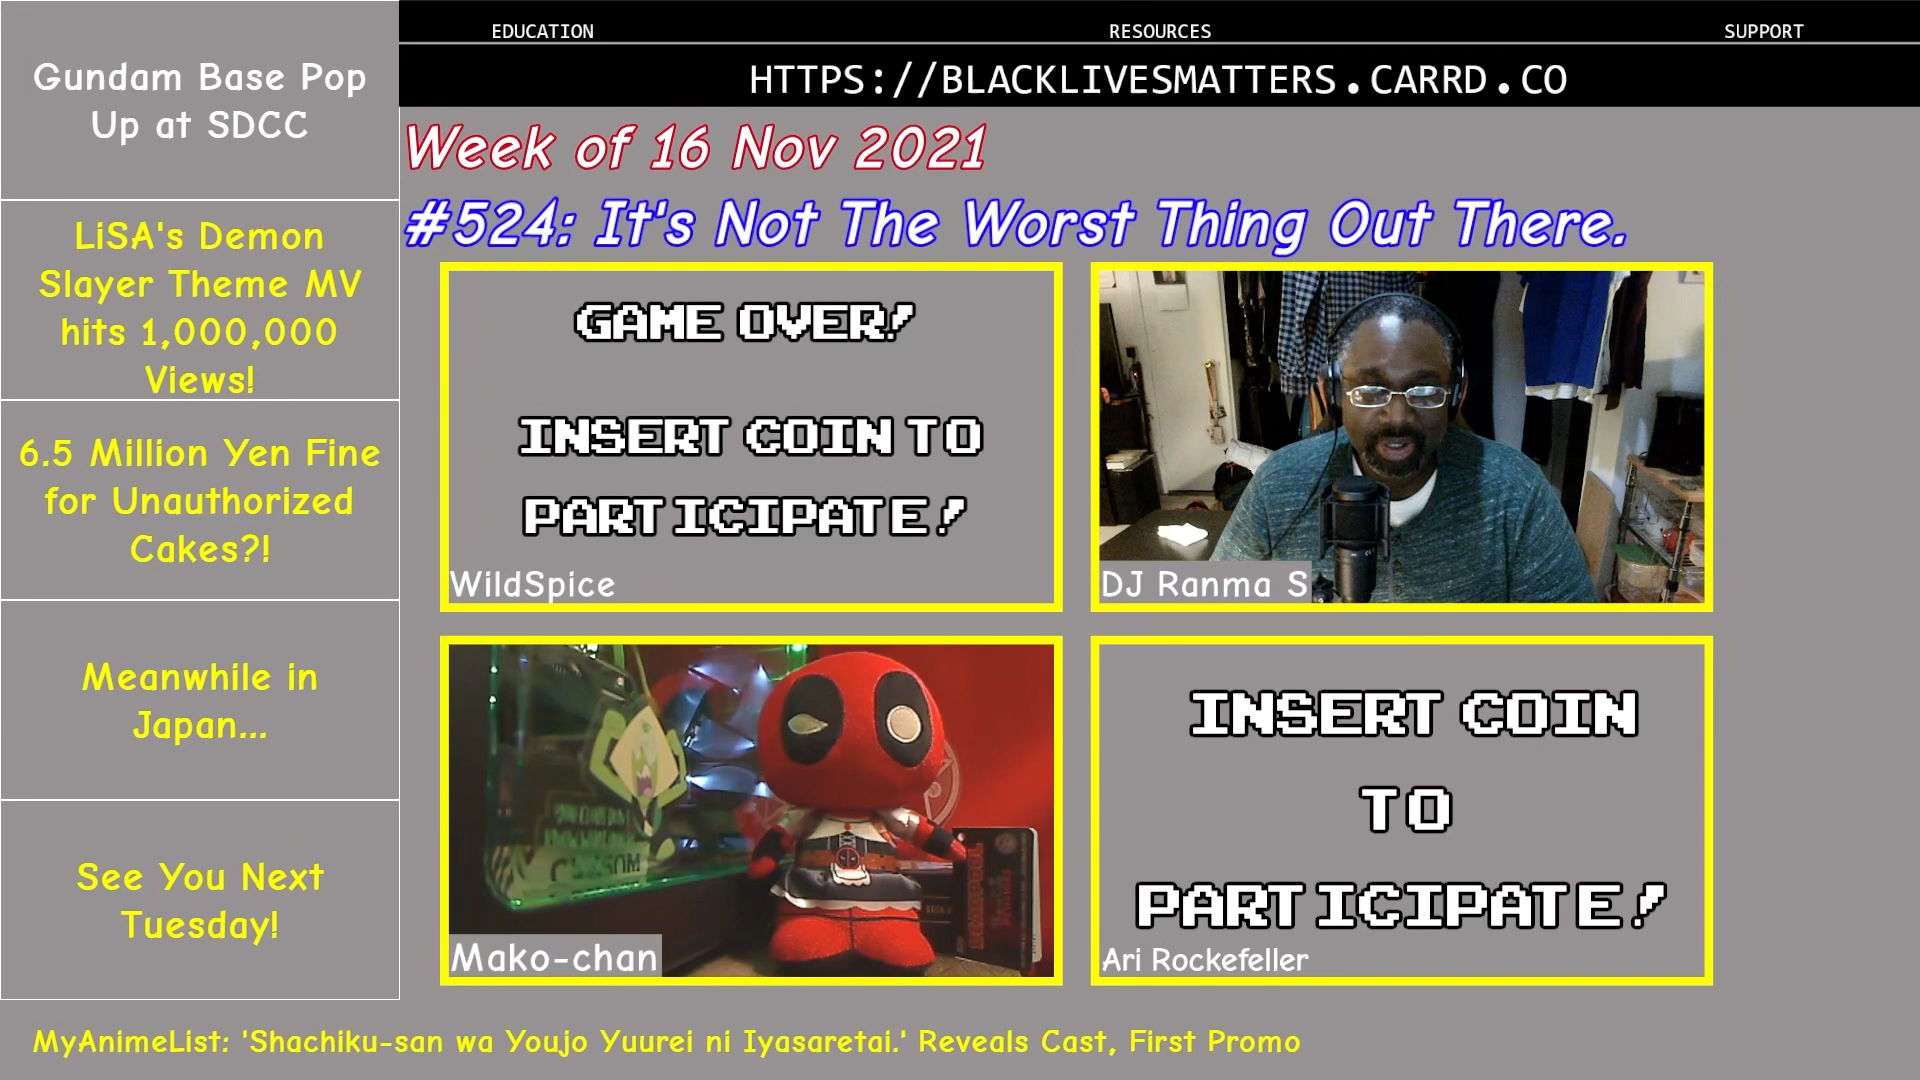 EDUCATION RESOURCES SUPPORT
HTTPS://BLACKLIVESMATTERS.CARRD.CO
Gundam Base Pop
Up at SDCC
LiSA's Demon
Slayer Theme MV
hits 1,000,000
Views!
6.5 Million Yen Fine
for Unauthorized
Cakes?!
Meanwhile in
Japan...
See You Next
Tuesday!
Week of 16 Nov 2021
#524: It's Not The Worst Thing Out There.
GAME OVER!
INSERT COIN TO
PARTICIPATE!
WildSpice
DJ Ranma S
DEADPOOL
Mako-chan
INSERT COIN
TO
PARTICIPATE!
Ari Rockefeller
MyAnimeList: 'Shachiku-san wa Youjo Yuurei ni Iyasaretai.' Reveals Cast, First Promo